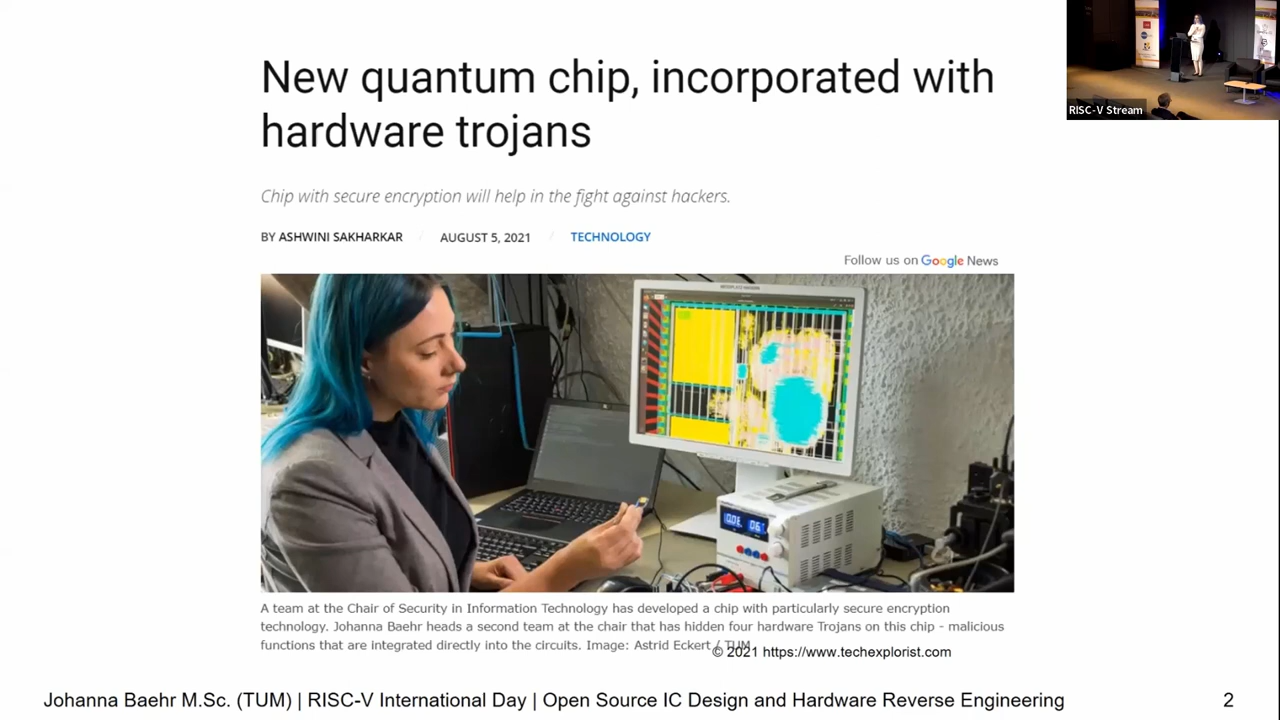 RISC-V Stream
New quantum chip, incorporated with
hardware trojans
Chip with secure encryption will help in the fight against hackers.
BY ASHWINI SAKHARKAR / AUGUST 5, 2021 / TECHNOLOGY
Follow us on Google News
A team at the Chair of Security in Information Technology has developed a chip with particularly secure encryption
technology. Johanna Baehr heads a second team at the chair that has hidden four hardware Trojans on this chip - malicious
functions that are integrated directly into the circuits. Image: Astrid Eckert / TUM
© 2021 https://www.techexplorist.com
Johanna Baehr M.Sc. (TUM) | RISC-V International Day | Open Source IC Design and Hardware Reverse Engineering
2